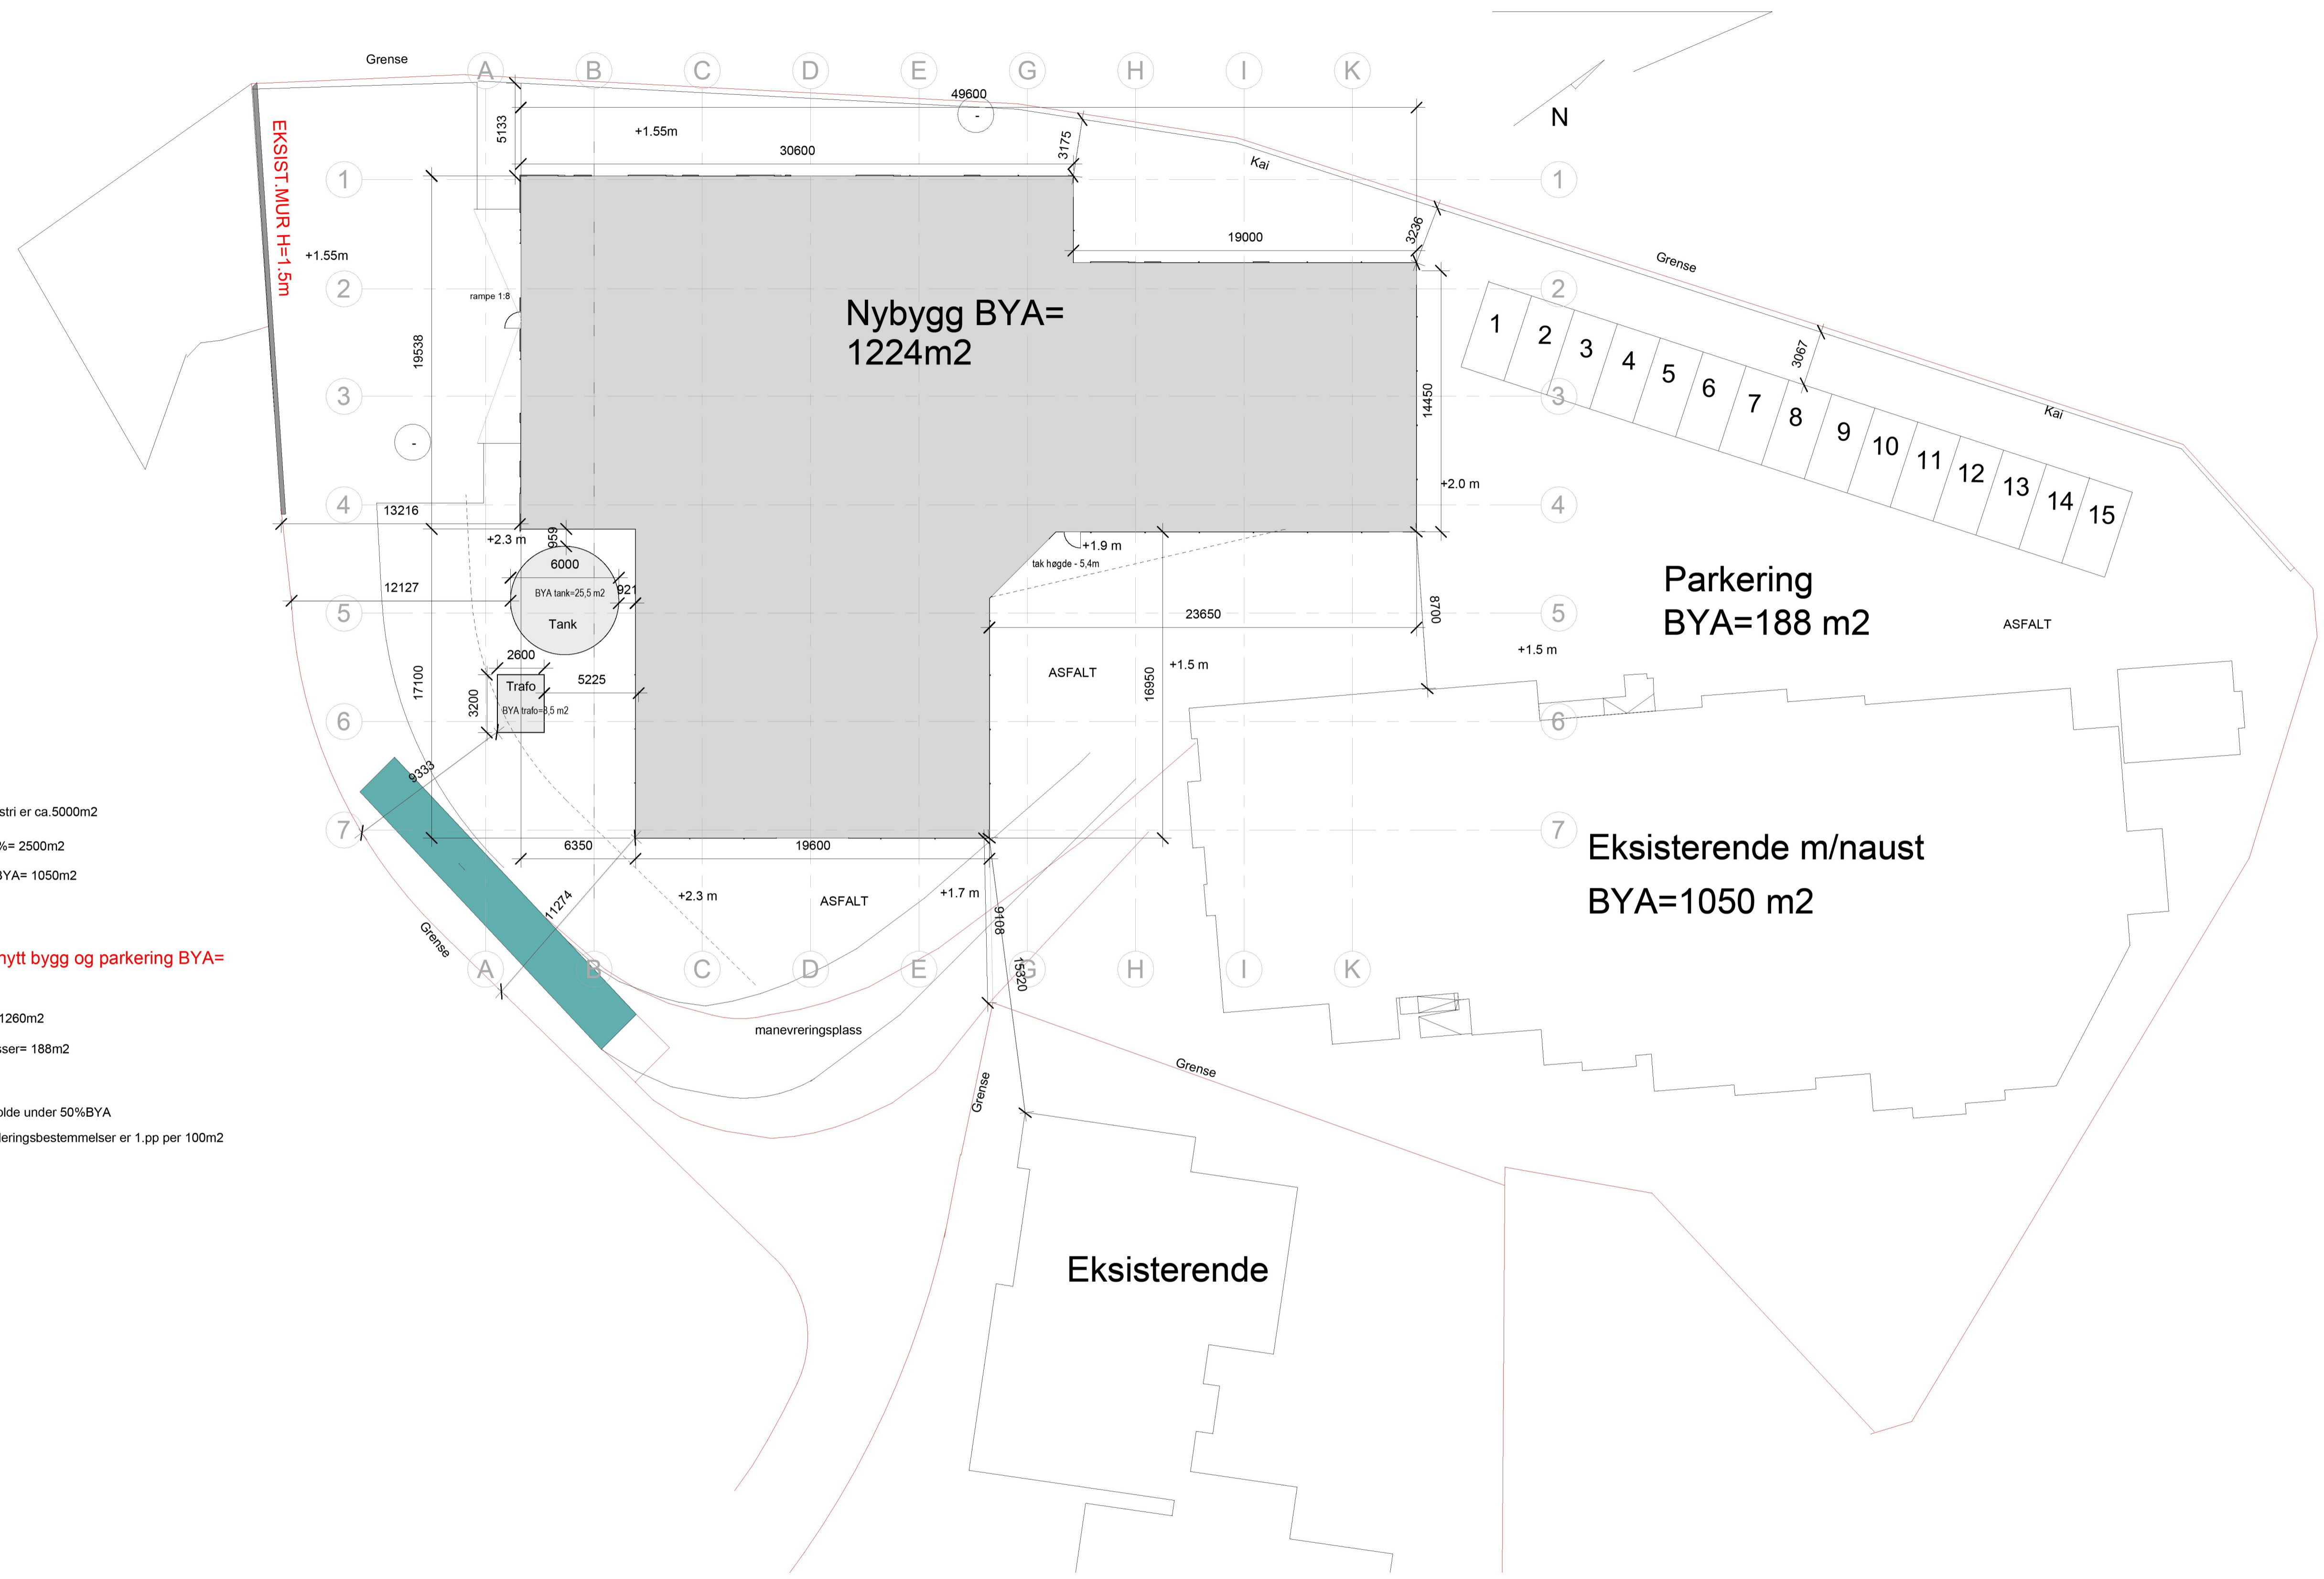 Grense
A
B
C
D
E
G
H
I
K
49600
-
5133
+1.55m
3175
N
30600
Kai
1
1
EKSIST.MUR H=1.5m
3236
19000
+1.55m
Grense
2
rampe 1:8
2
Nybygg BYA=
1224m2
1
2
3
4
5
6
7
8
9
10
11
12
13
14
15
3067
19538
3
14450
3
Kai
-
4
13216
+2.0 m
4
+2.3 m
959
+1.9 m
tak høgde - 5,4m
6000
BYA tank=25,5 m2
921
12127
Tank
5
23650
8700
5
Parkering
BYA=188 m2
ASFALT
+1.5 m
2600
17100
Trafo
5225
ASFALT
16950
+1.5 m
3200
BYA trafo=8,5 m2
6
6
9333
stri er ca.5000m2
7
7
6350
19600
Eksisterende m/naust
BYA=1050 m2
%= 2500m2
BYA= 1050m2
11274
+2.3 m
ASFALT
+1.7 m
9108
Grense
nytt bygg og parkering BYA=
A
B
C
D
E
G
H
I
K
15320
1260m2
manevreringsplass
sser= 188m2
Grense
Grense
olde under 50%BYA
leringsbestemmelser er 1.pp per 100m2
Eksisterende